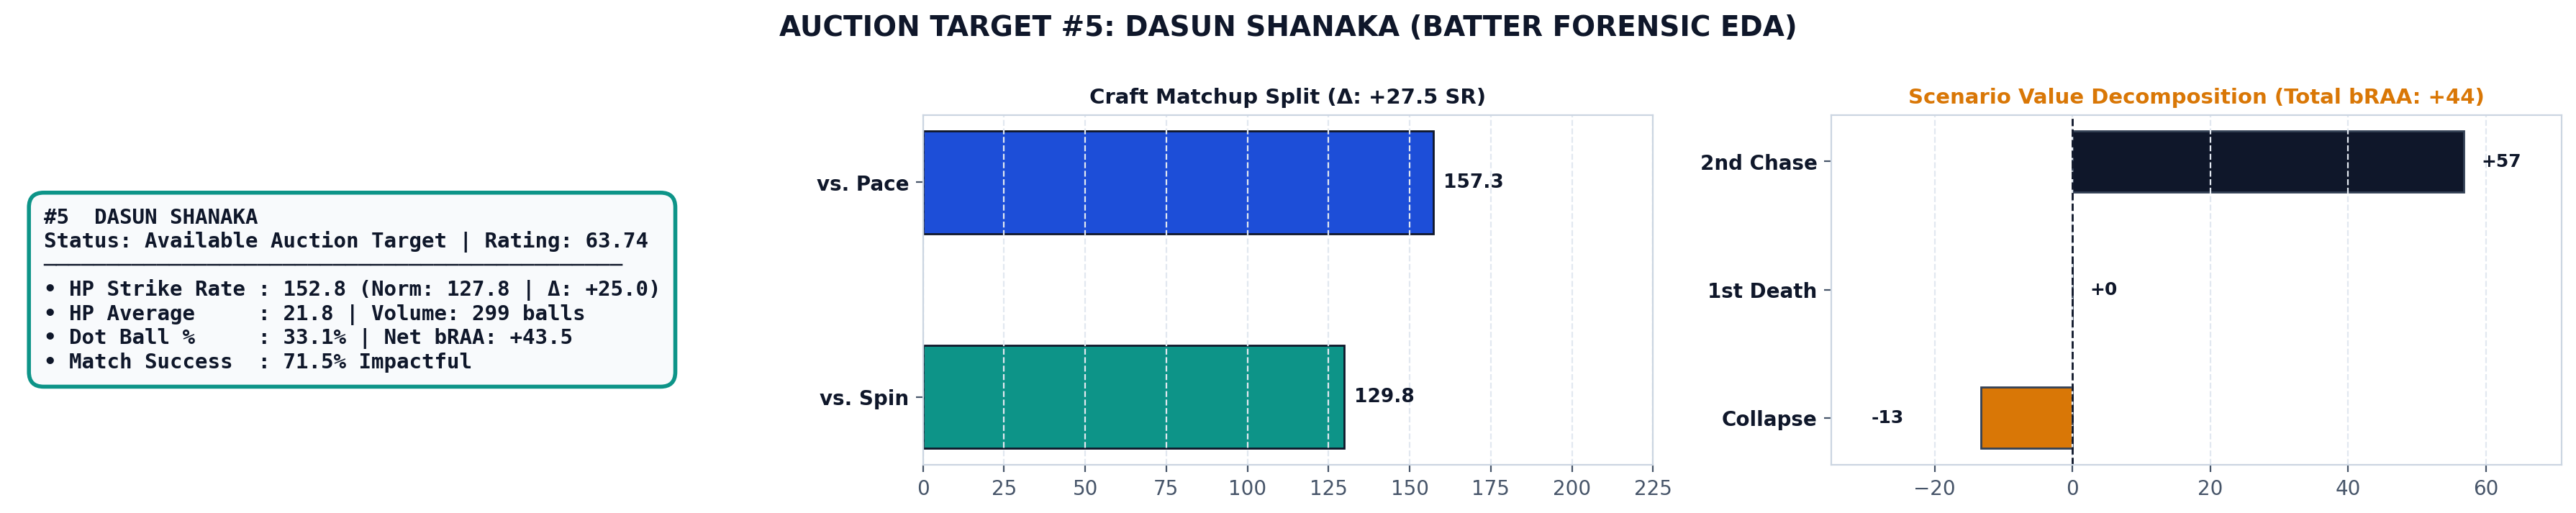 AUCTION TARGET #5: DASUN SHANAKA (BATTER FORENSIC EDA)
#5  DASUN SHANAKA
Status: Available Auction Target | Rating: 63.74
• HP Strike Rate : 152.8 (Norm: 127.8 | Δ: +25.0)
• HP Average     : 21.8 | Volume: 299 balls
• Dot Ball %     : 33.1% | Net bRAA: +43.5
• Match Success  : 71.5% Impactful
Craft Matchup Split (Δ: +27.5 SR)
vs. Pace
157.3
vs. Spin
129.8
0 25 50 75 100 125 150 175 200 225
Scenario Value Decomposition (Total bRAA: +44)
2nd Chase
+57
1st Death
+0
Collapse
-13
−20 0 20 40 60